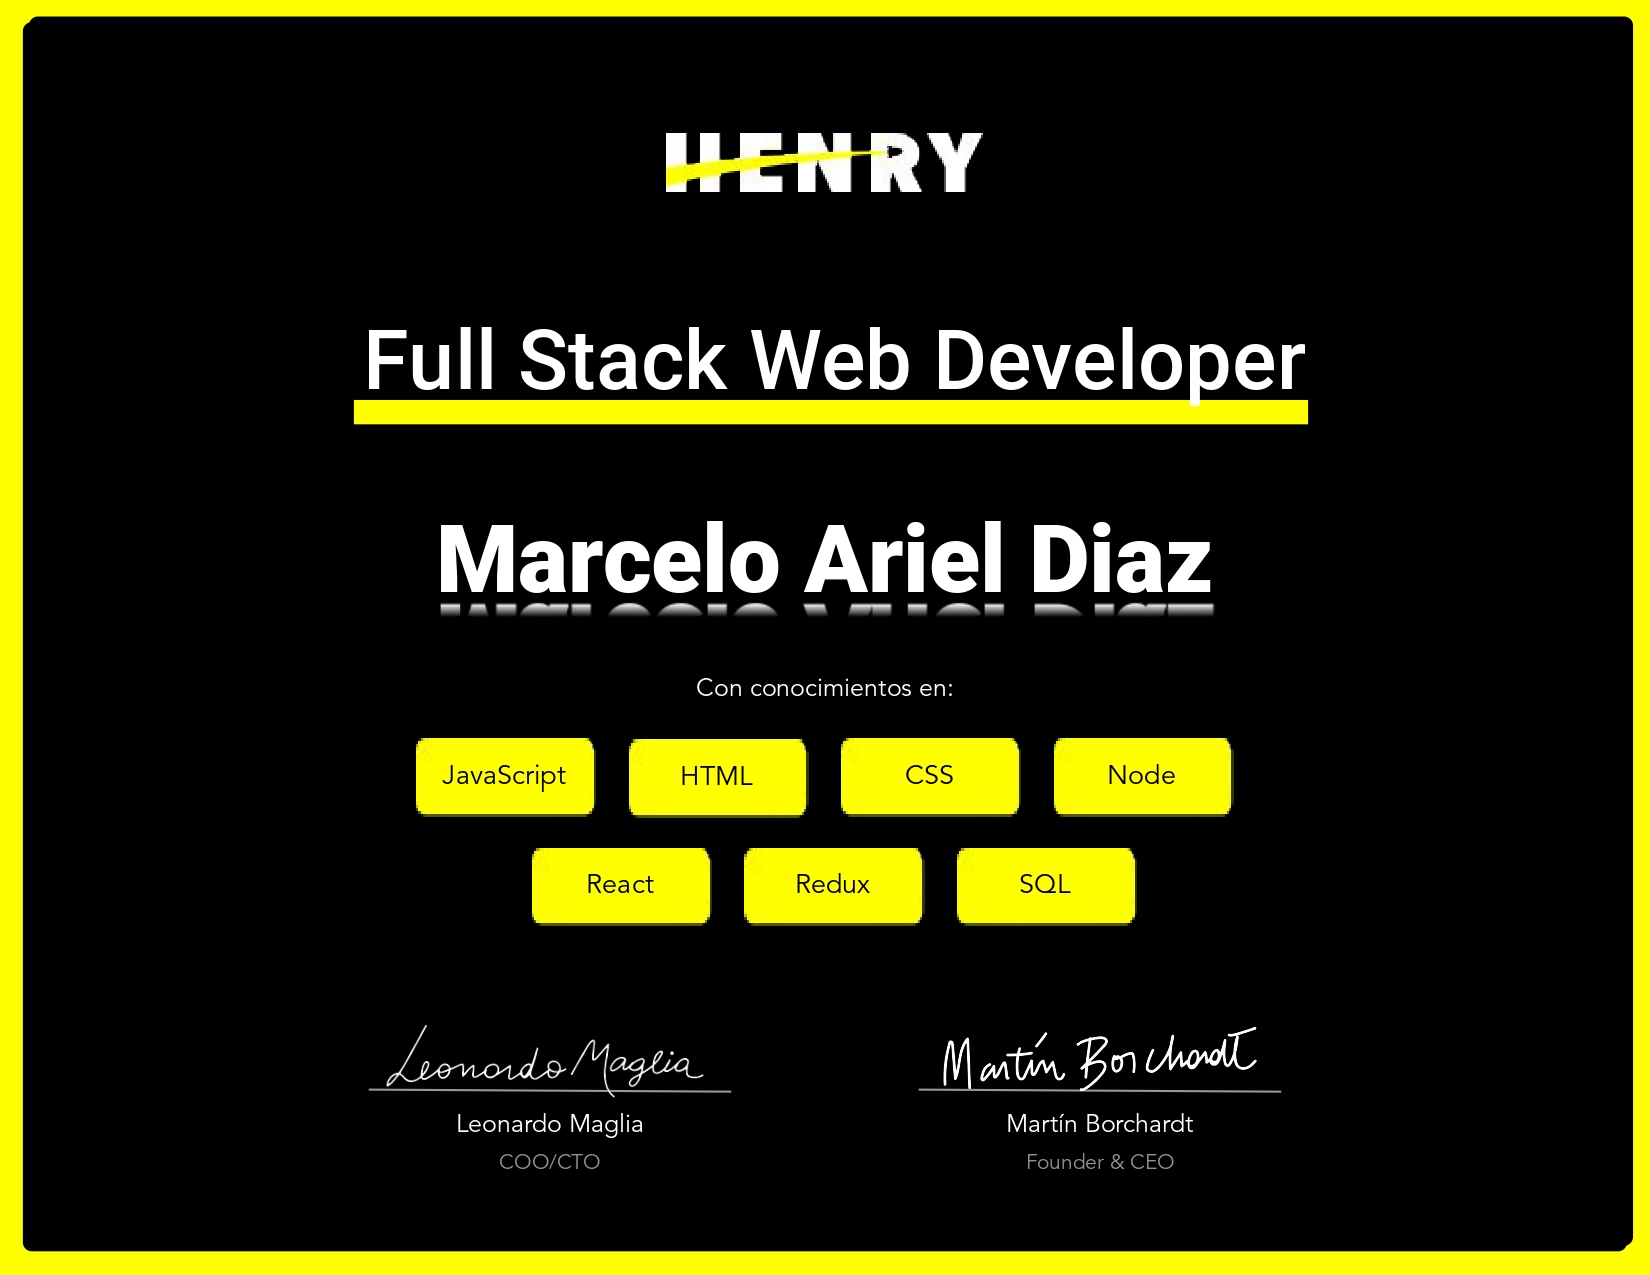 HENRY
Full Stack Web Developer
Marcelo Ariel Diaz
Con conocimientos en:
JavaScript HTML CSS Node
React Redux SQL
Leonardo Maglia Martín Borchardt
Leonardo Maglia Martín Borchardt
COO/CTO Founder & CEO